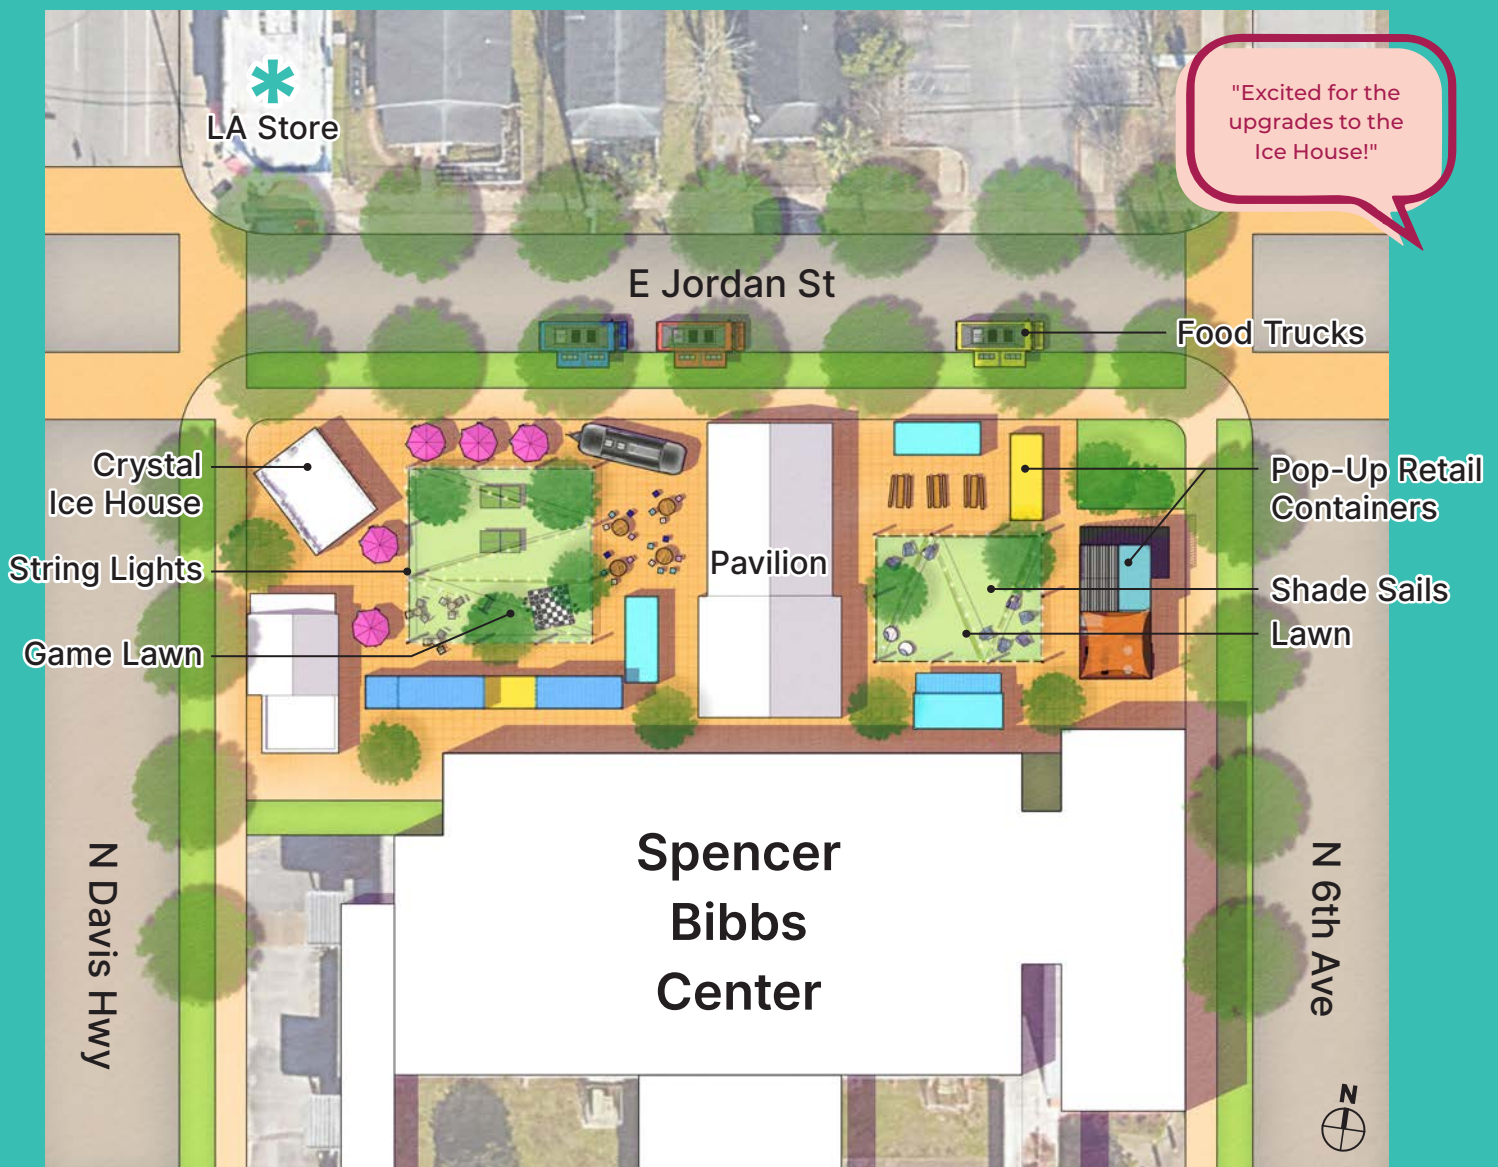 LA Store
"Excited for the
upgrades to the
Ice House!"
E Jordan St
Food Trucks
Crystal
Ice House
Pop-Up Retail
Containers
String Lights
Pavilion
Shade Sails
Lawn
Game Lawn
Spencer
Bibbs
Center
N Davis Hwy
N 6th Ave
N